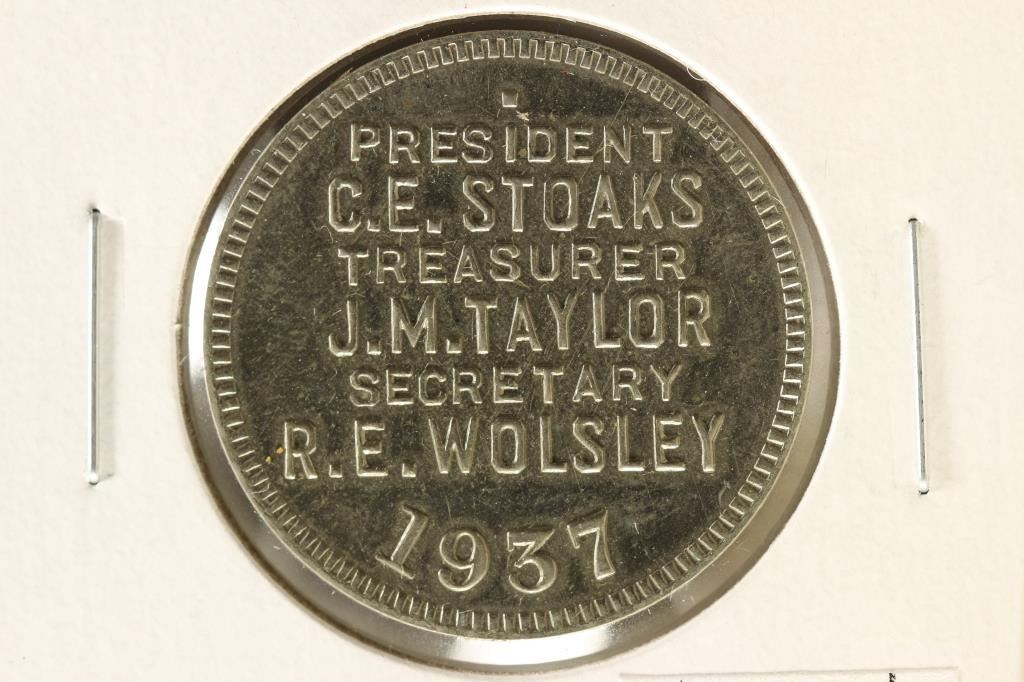 PRESIDENT
C.E. STOAKS
TREASURER
J.M. TAYLOR
SECRETARY
R.E. WOLSLEY
1937